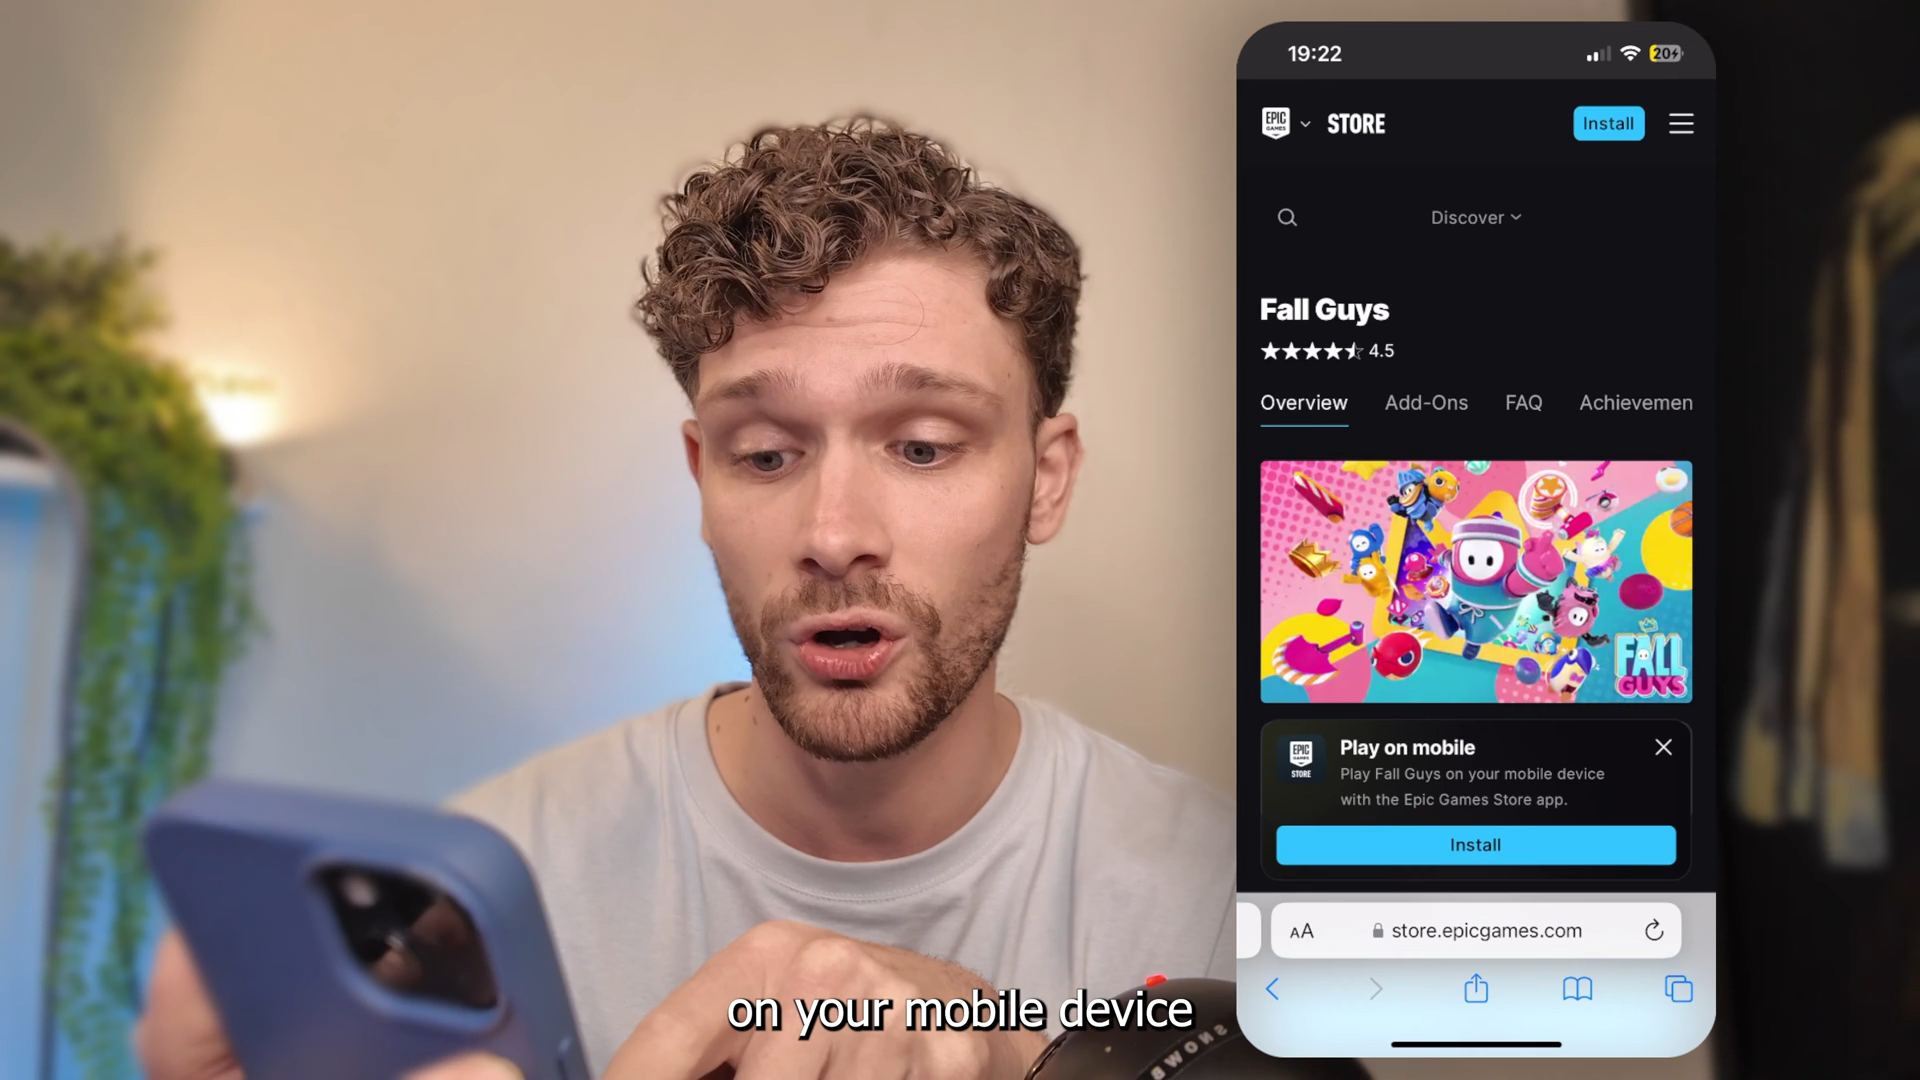 19:22
20
EPIC
GAMES
STORE
Install
Discover
Fall Guys
4.5
Overview
Add-Ons
FAQ
Achievemen
FALL
GUYS
EPIC
GAMES
STORE
Play on mobile
Play Fall Guys on your mobile device
with the Epic Games Store app.
Install
AA
store.epicgames.com
on your mobile device
SNOWB